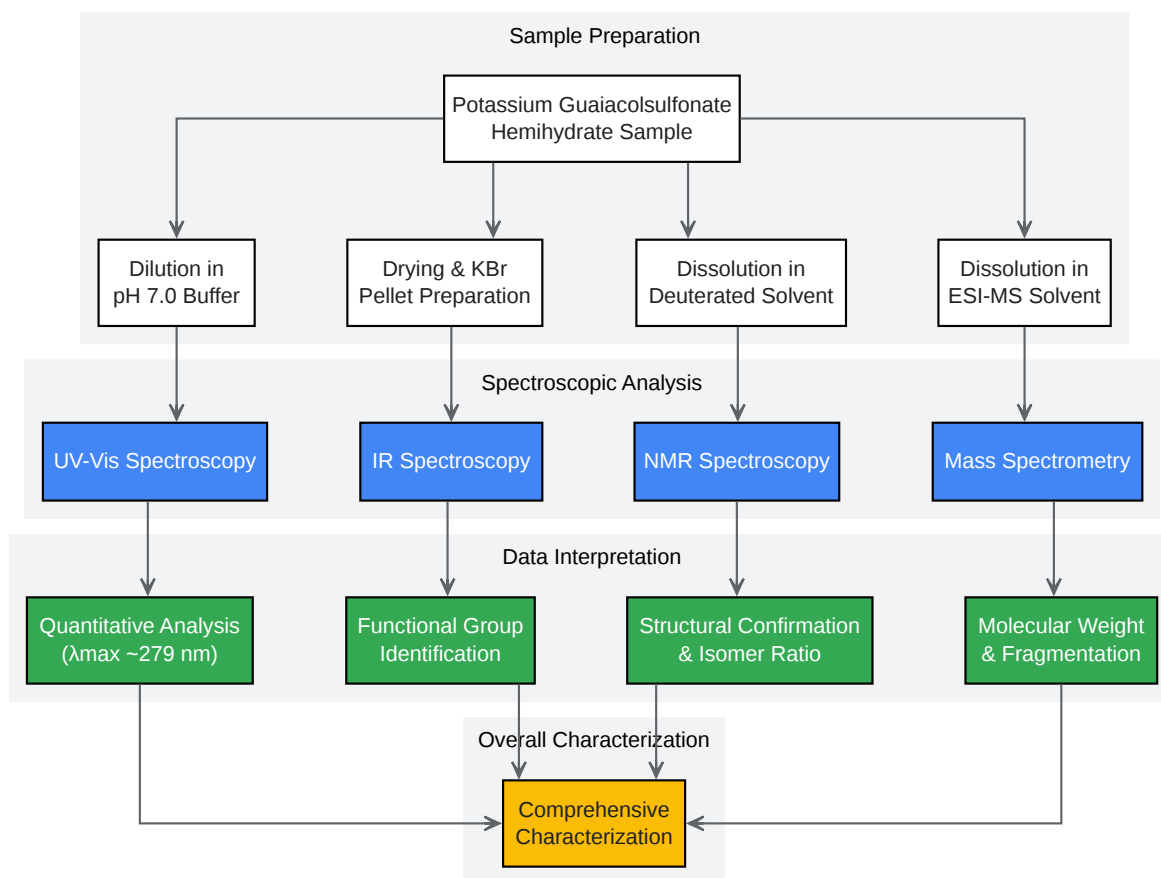 Sample Preparation
Potassium Guaiacolsulfonate
Hemihydrate Sample
Dilution in
pH 7.0 Buffer
Drying & KBr
Pellet Preparation
Dissolution in
Deuterated Solvent
Dissolution in
ESI-MS Solvent
Spectroscopic Analysis
UV-Vis Spectroscopy
IR Spectroscopy
NMR Spectroscopy
Mass Spectrometry
Data Interpretation
Quantitative Analysis
(λmax ~279 nm)
Functional Group
Identification
Structural Confirmation
& Isomer Ratio
Molecular Weight
& Fragmentation
Overall Characterization
Comprehensive
Characterization